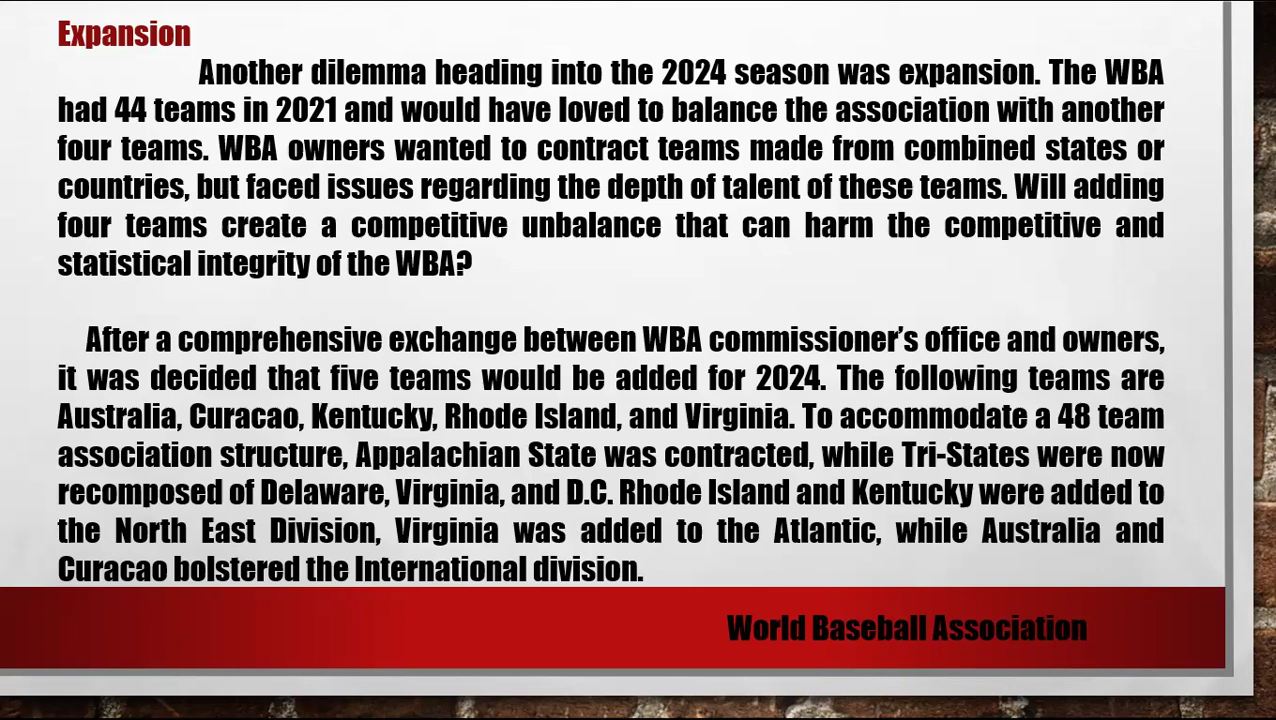 Expansion
Another dilemma heading into the 2024 season was expansion. The WBA
had 44 teams in 2021 and would have loved to balance the association with another
four teams. WBA owners wanted to contract teams made from combined states or
countries, but faced issues regarding the depth of talent of these teams. Will adding
four teams create a competitive unbalance that can harm the competitive and
statistical integrity of the WBA?
After a comprehensive exchange between WBA commissioner’s office and owners,
it was decided that five teams would be added for 2024. The following teams are
Australia, Curacao, Kentucky, Rhode Island, and Virginia. To accommodate a 48 team
association structure, Appalachian State was contracted, while Tri-States were now
recomposed of Delaware, Virginia, and D.C. Rhode Island and Kentucky were added to
the North East Division, Virginia was added to the Atlantic, while Australia and
Curacao bolstered the International division.
World Baseball Association